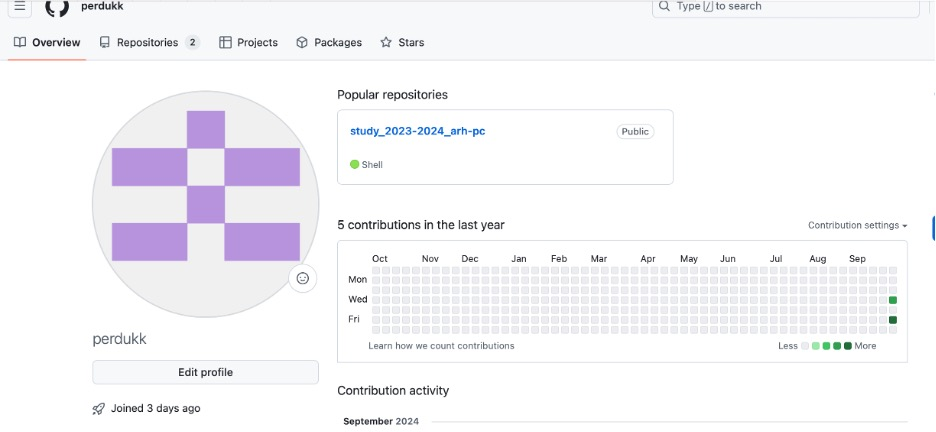 perdukk
Type / to search
Overview
Repositories 2
Projects
Packages
Stars
Popular repositories
study_2023-2024_arh-pc
Public
Shell
5 contributions in the last year
Contribution settings
Oct Nov Dec Jan Feb Mar Apr May Jun Jul Aug Sep
Mon
Wed
Fri
Learn how we count contributions
Less More
perdukk
Edit profile
Joined 3 days ago
Contribution activity
September 2024